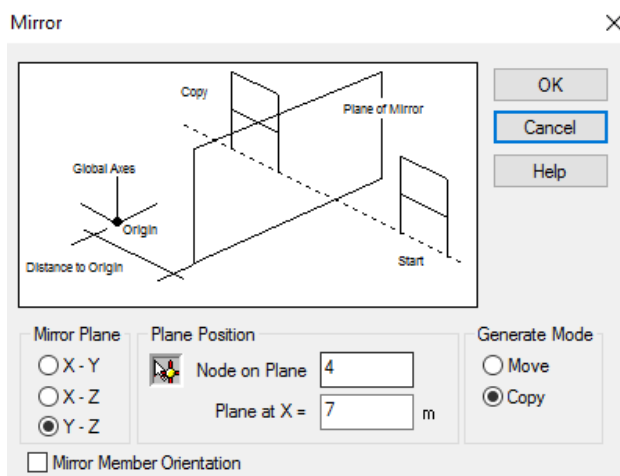 Mirror
OK
Cancel
Help
Copy
Plane of Mirror
Global Axes
Origin
Distance to Origin
Start
Mirror Plane
X - Y
X - Z
Y - Z
Plane Position
Node on Plane 4
Plane at X = 7 m
Generate Mode
Move
Copy
Mirror Member Orientation